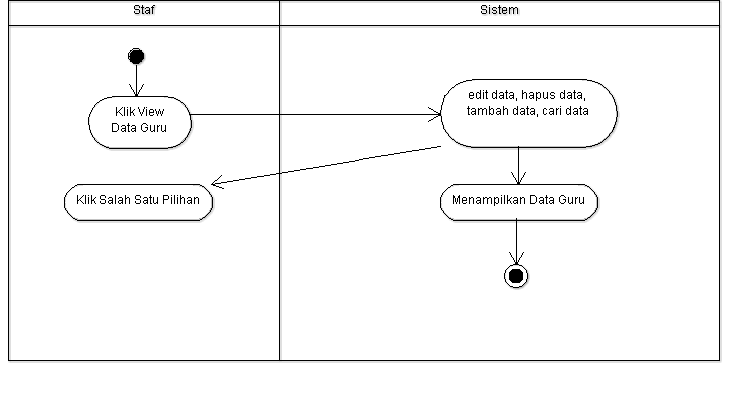 Staf
Sistem
Klik View
Data Guru
edit data, hapus data,
tambah data, cari data
Klik Salah Satu Pilihan
Menampilkan Data Guru